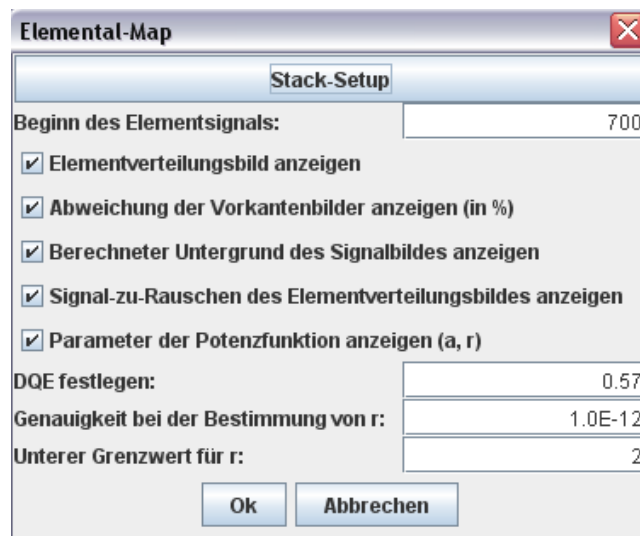 Elemental-Map
Stack-Setup
Beginn des Elementsignals: 700
Elementverteilungsbild anzeigen
Abweichung der Vorkantenbilder anzeigen (in %)
Berechneter Untergrund des Signalbildes anzeigen
Signal-zu-Rauschen des Elementverteilungsbildes anzeigen
Parameter der Potenzfunktion anzeigen (a, r)
DQE festlegen: 0.57
Genauigkeit bei der Bestimmung von r: 1.0E-12
Unterer Grenzwert für r: 2
Ok Abbrechen